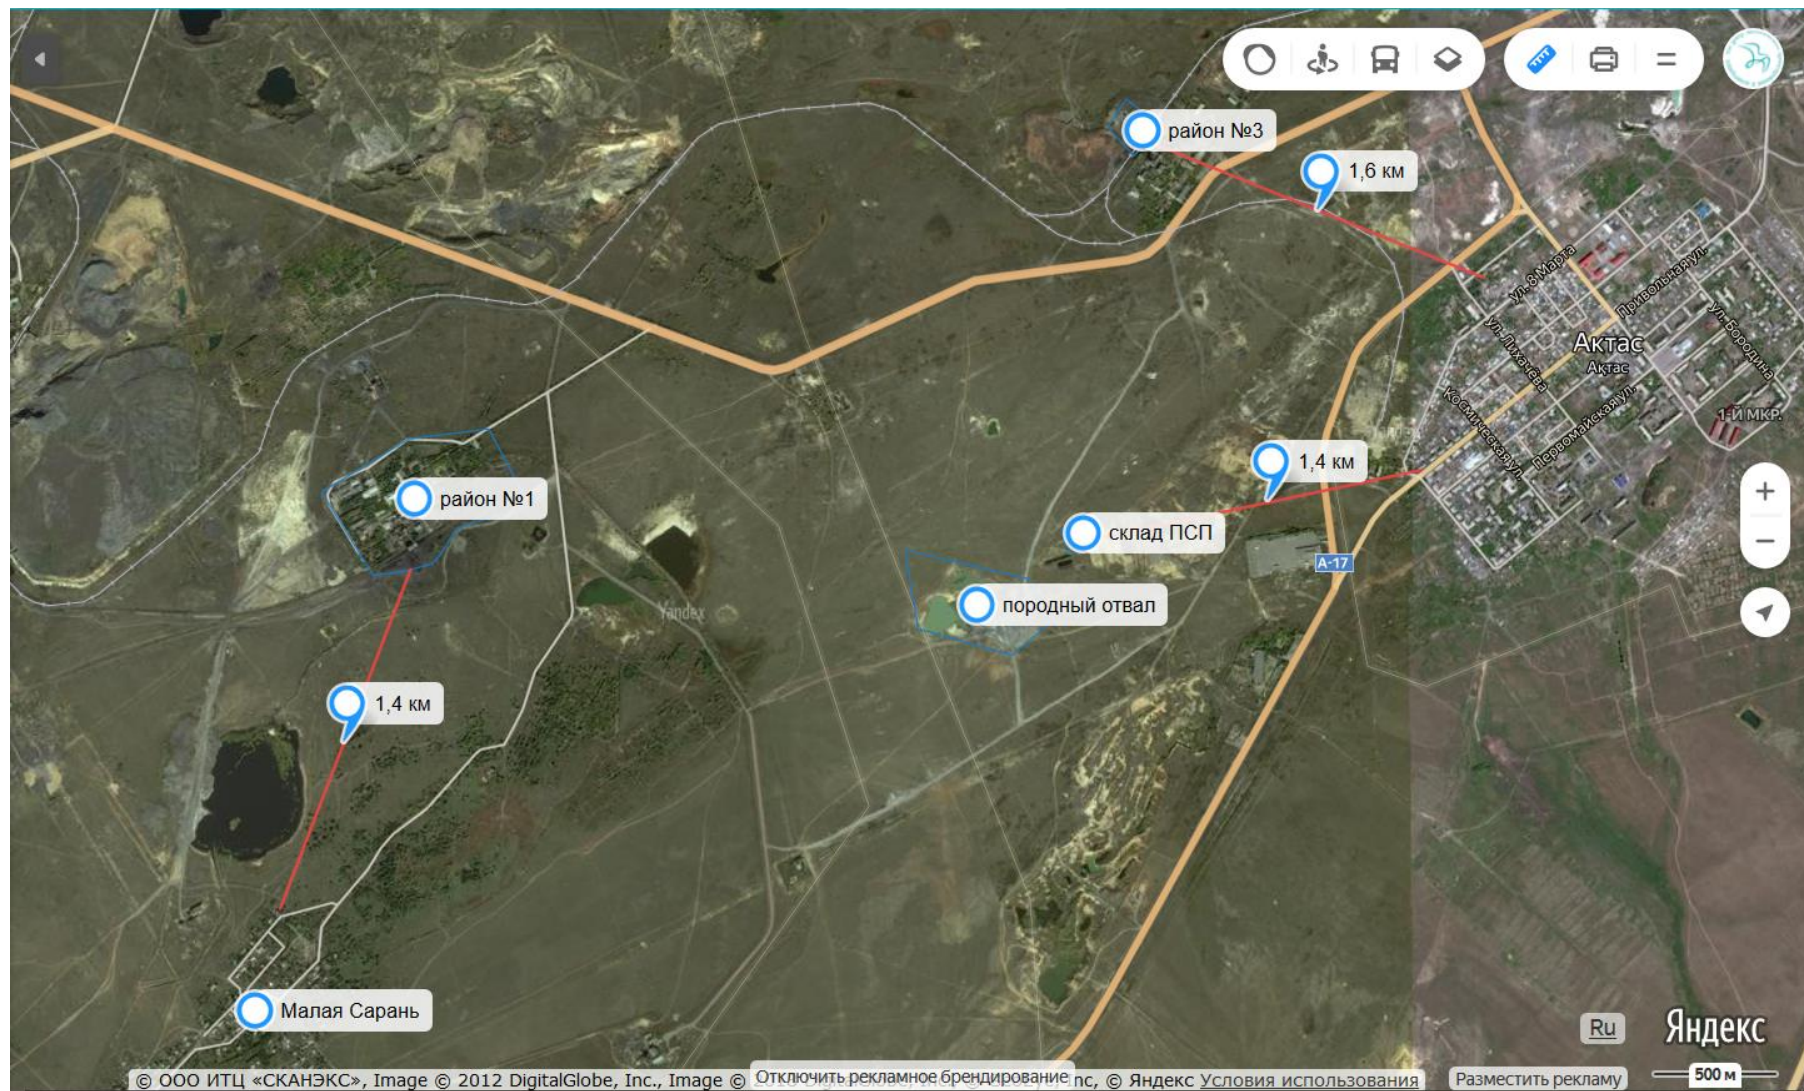 район №3
1,6 км
ул. 8 Марта
Привольная ул.
ул. Лихачёва
ул. Бородина
Актас
Ақтас
Космическая ул.
Первомайская ул.
1-Й МКР.
1,4 км
район №1
склад ПСП
А-17
породный отвал
Yandex
1,4 км
Малая Сарань
Ru
Яндекс
500 м
© ООО ИТЦ «СКАНЭКС», Image © 2012 DigitalGlobe, Inc., Image ©
Отключить рекламное брендирование
nc, © Яндекс Условия использования
Разместить рекламу